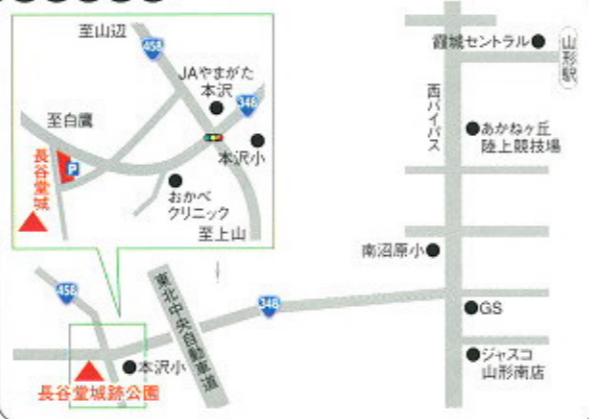 至山辺
458
JAやまがた
本沢
348
至白鷹
P
本沢小
長谷堂城
おかべ
クリニック
至上山
霞城セントラル
山形駅
西バイパス
あかねヶ丘
陸上競技場
南沼原小
458
東北中央自動車道
348
GS
本沢小
ジャスコ
山形南店
長谷堂城跡公園